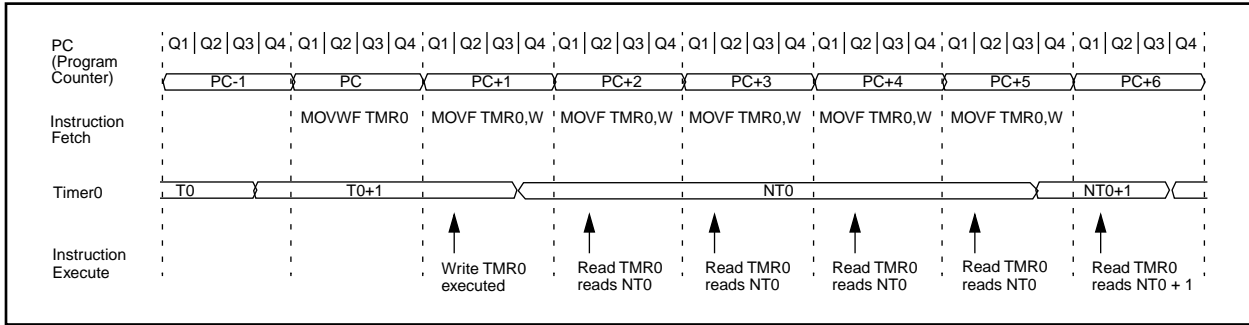 PC
(Program
Counter)
Q1 Q2 Q3 Q4 Q1 Q2 Q3 Q4 Q1 Q2 Q3 Q4 Q1 Q2 Q3 Q4 Q1 Q2 Q3 Q4 Q1 Q2 Q3 Q4 Q1 Q2 Q3 Q4 Q1 Q2 Q3 Q4
PC-1 PC PC+1 PC+2 PC+3 PC+4 PC+5 PC+6
Instruction
Fetch
MOVWF TMR0 MOVF TMR0,W MOVF TMR0,W MOVF TMR0,W MOVF TMR0,W MOVF TMR0,W
Timer0
T0 T0+1 NT0 NT0+1
Instruction
Execute
Write TMR0
executed
Read TMR0
reads NT0
Read TMR0
reads NT0
Read TMR0
reads NT0
Read TMR0
reads NT0
Read TMR0
reads NT0 + 1